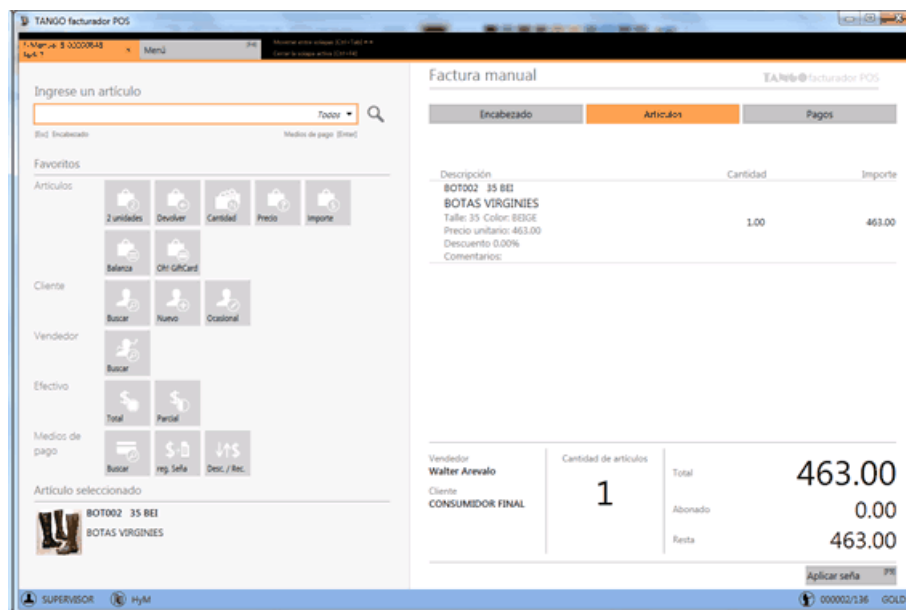 TANGO facturador POS
Menú
Factura manual
TANGO facturador POS
Ingrese un artículo
Todos
[Esc] Encabezado
Medios de pago [Enter]
Encabezado
Artículos
Pagos
Favoritos
Artículos
2 unidades
Devolver
Cantidad
Precio
Importe
Balanza
OH! GiftCard
Cliente
Buscar
Nuevo
Ocasional
Vendedor
Buscar
Efectivo
Total
Parcial
Medios de
pago
Buscar
reg. Seña
Desc. / Rec.
Artículo seleccionado
BOT002 35 BEI
BOTAS VIRGINIES
Descripción
Cantidad
Importe
BOT002 35 BEI
BOTAS VIRGINIES
Talle: 35 Color: BEIGE
Precio unitario: 463.00
Descuento 0.00%
Comentarios:
1.00
463.00
Vendedor
Walter Arevalo
Cliente
CONSUMIDOR FINAL
Cantidad de artículos
1
Total
463.00
Abonado
0.00
Resta
463.00
Aplicar seña
SUPERVISOR
HyM
000002/136
GOLD